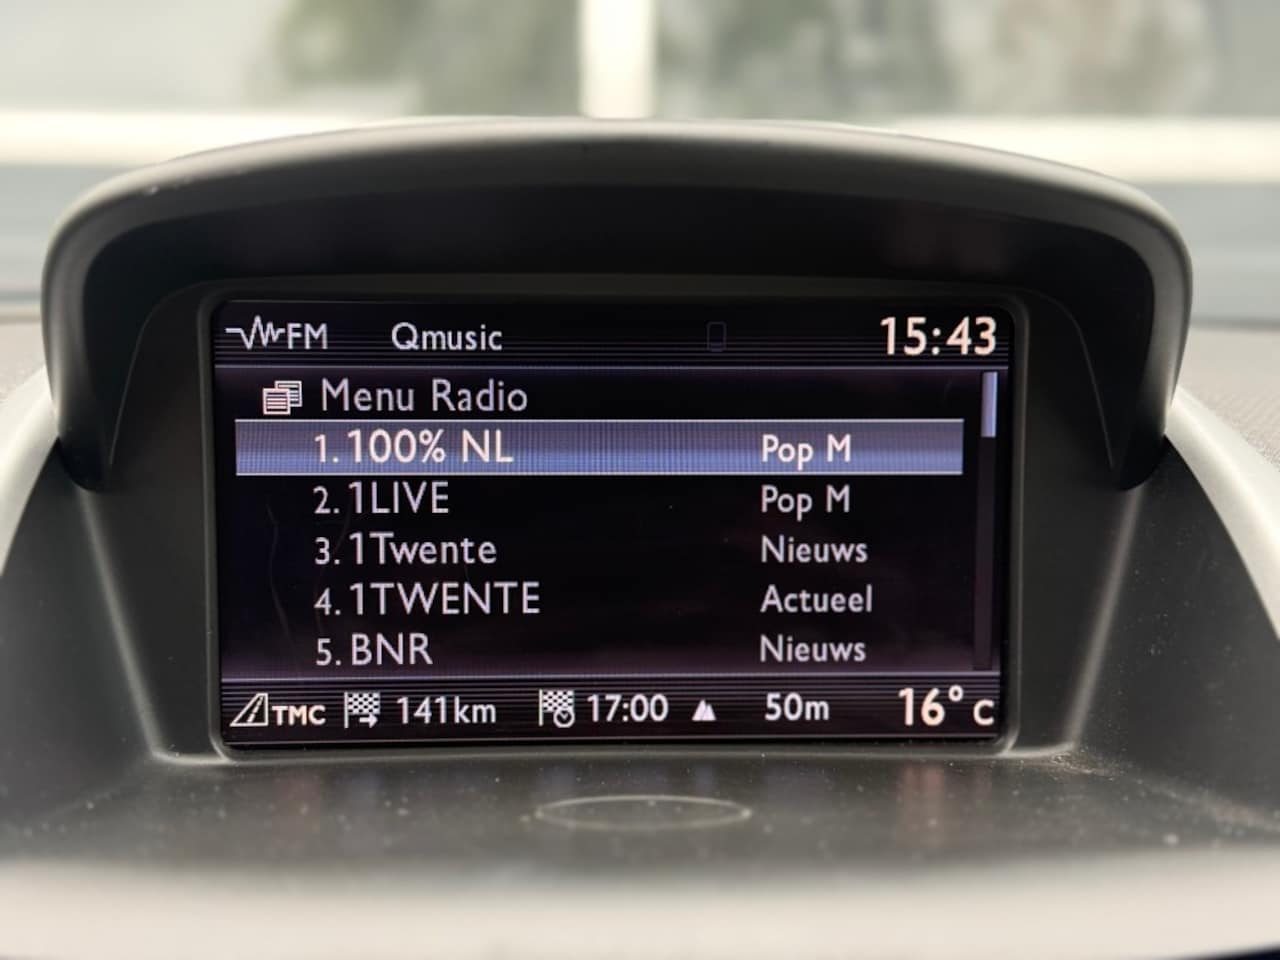 FM Qmusic 15:43
Menu Radio
1. 100% NL Pop M
2. 1LIVE Pop M
3. 1Twente Nieuws
4. 1TWENTE Actueel
5. BNR Nieuws
TMC 141km 17:00 50m 16° c